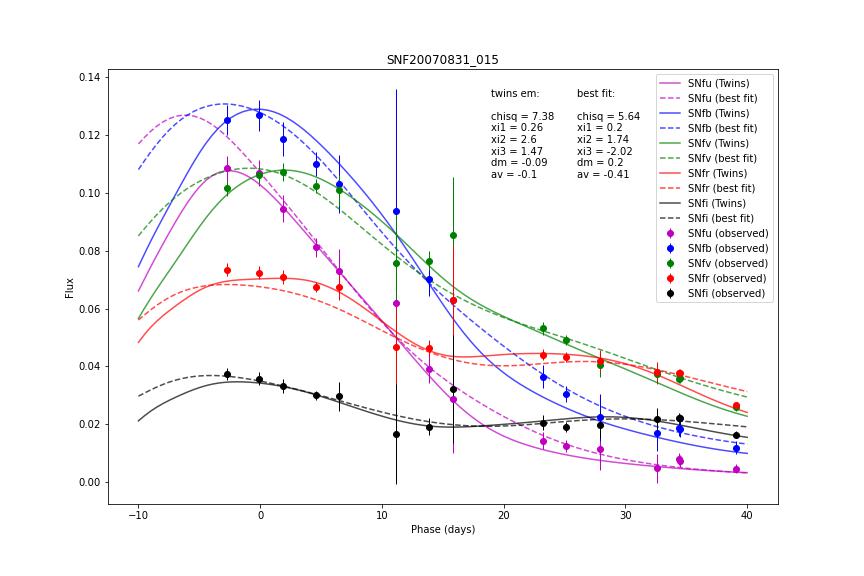 SNF20070831_015
twins em: best fit:
chisq = 7.38 chisq = 5.64
xi1 = 0.26 xi1 = 0.2
xi2 = 2.6 xi2 = 1.74
xi3 = 1.47 xi3 = -2.02
dm = -0.09 dm = 0.2
av = -0.1 av = -0.41
SNfu (Twins)
SNfu (best fit)
SNfb (Twins)
SNfb (best fit)
SNfv (Twins)
SNfv (best fit)
SNfr (Twins)
SNfr (best fit)
SNfi (Twins)
SNfi (best fit)
SNfu (observed)
SNfb (observed)
SNfv (observed)
SNfr (observed)
SNfi (observed)
0.14
0.12
0.10
0.08
0.06
0.04
0.02
0.00
Flux
−10 0 10 20 30 40
Phase (days)